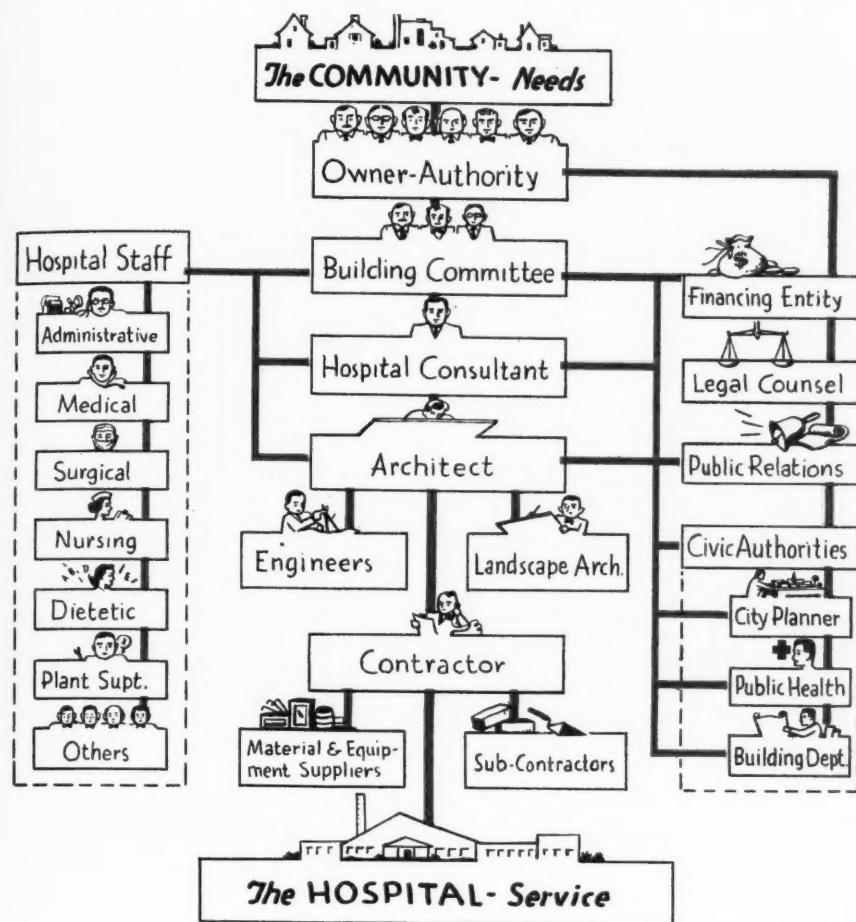 The COMMUNITY - Needs
Owner-Authority
Hospital Staff
Building Committee
$
Financing Entity
Administrative
Hospital Consultant
Legal Counsel
Medical
Architect
Public Relations
Surgical
Engineers
Landscape Arch.
Civic Authorities
Nursing
City Planner
Dietetic
Contractor
Public Health
Plant Supt.
Material & Equip-
ment Suppliers
Sub-Contractors
Building Dept.
Others
The HOSPITAL - Service